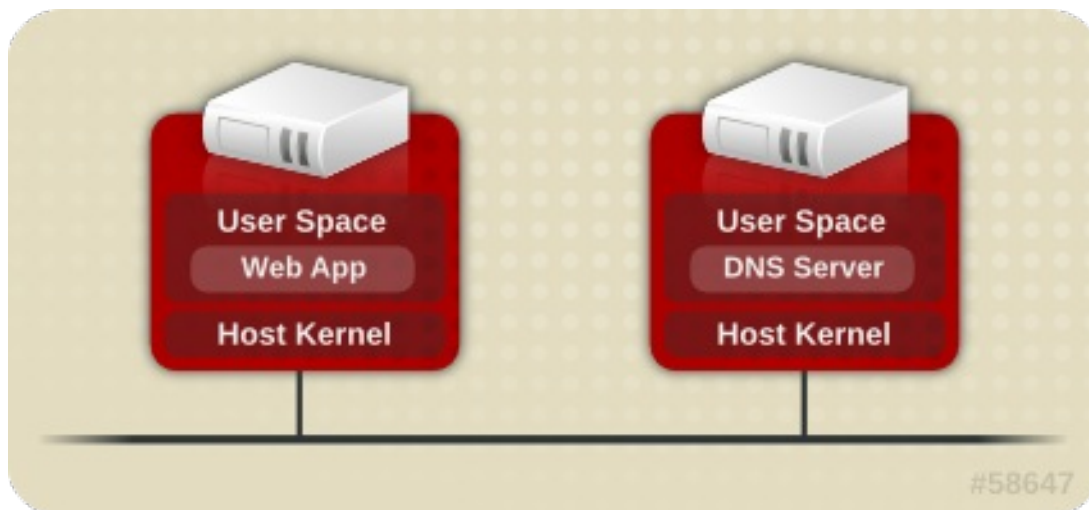 User Space
Web App
Host Kernel
User Space
DNS Server
Host Kernel
#58647